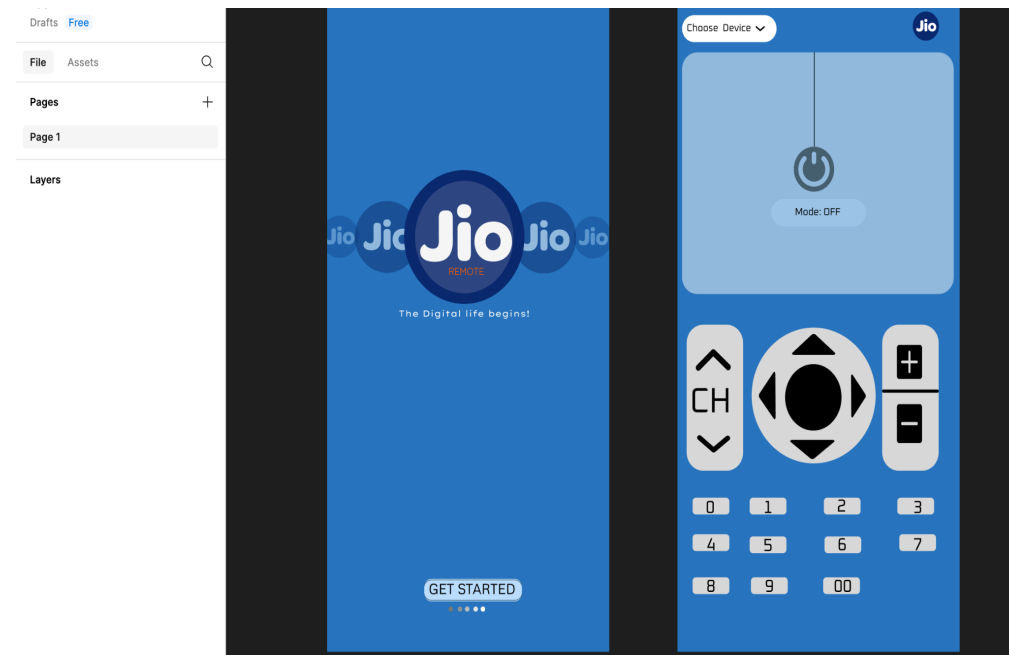 Drafts Free
File Assets
Pages
Page 1
Layers
Jio Jio Jio Jio Jio
REMOTE
The Digital life begins!
GET STARTED
Choose Device
Jio
Mode: OFF
CH
+
-
0 1 2 3
4 5 6 7
8 9 00